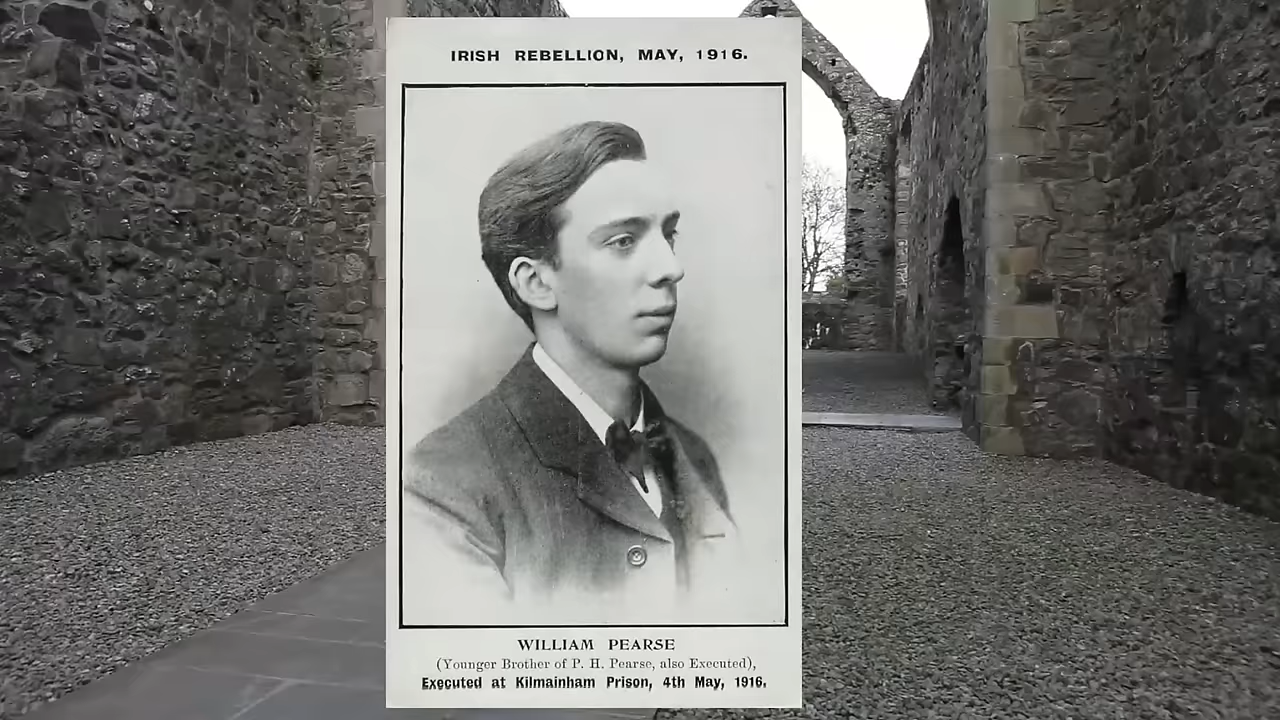 IRISH REBELLION, MAY, 1916.
WILLIAM PEARSE
(Younger Brother of P. H. Pearse, also Executed),
Executed at Kilmainham Prison, 4th May, 1916.